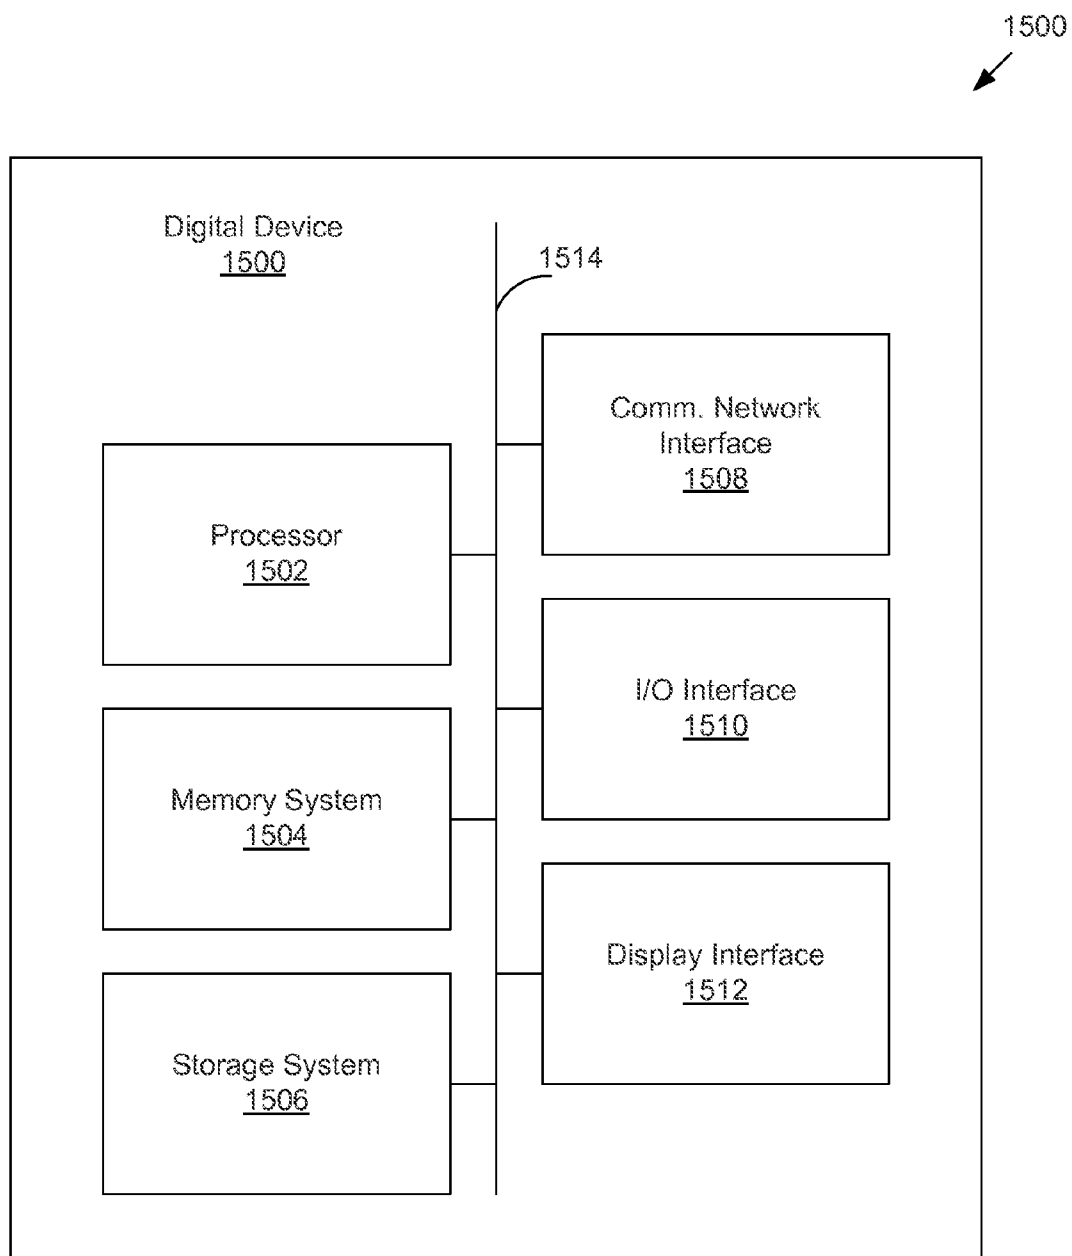 1500
Digital Device
1500
1514
Comm. Network
Interface
1508
Processor
1502
I/O Interface
1510
Memory System
1504
Display Interface
1512
Storage System
1506